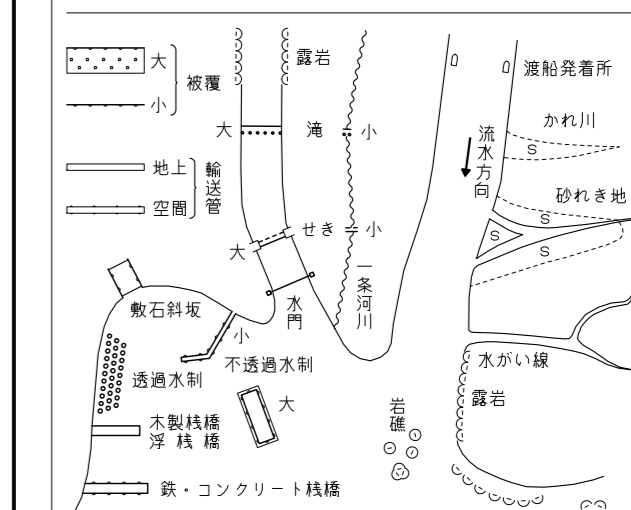 大
小
被覆
地上
空間
輸送管
露岩
大
滝
小
せき
小
大
水門
一条河川
渡船発着所
かれ川
流水方向
砂れき地
S
S
S
S
敷石斜坂
小
不透過水制
透過水制
大
木製桟橋
浮桟橋
鉄・コンクリート桟橋
岩礁
水がい線
露岩